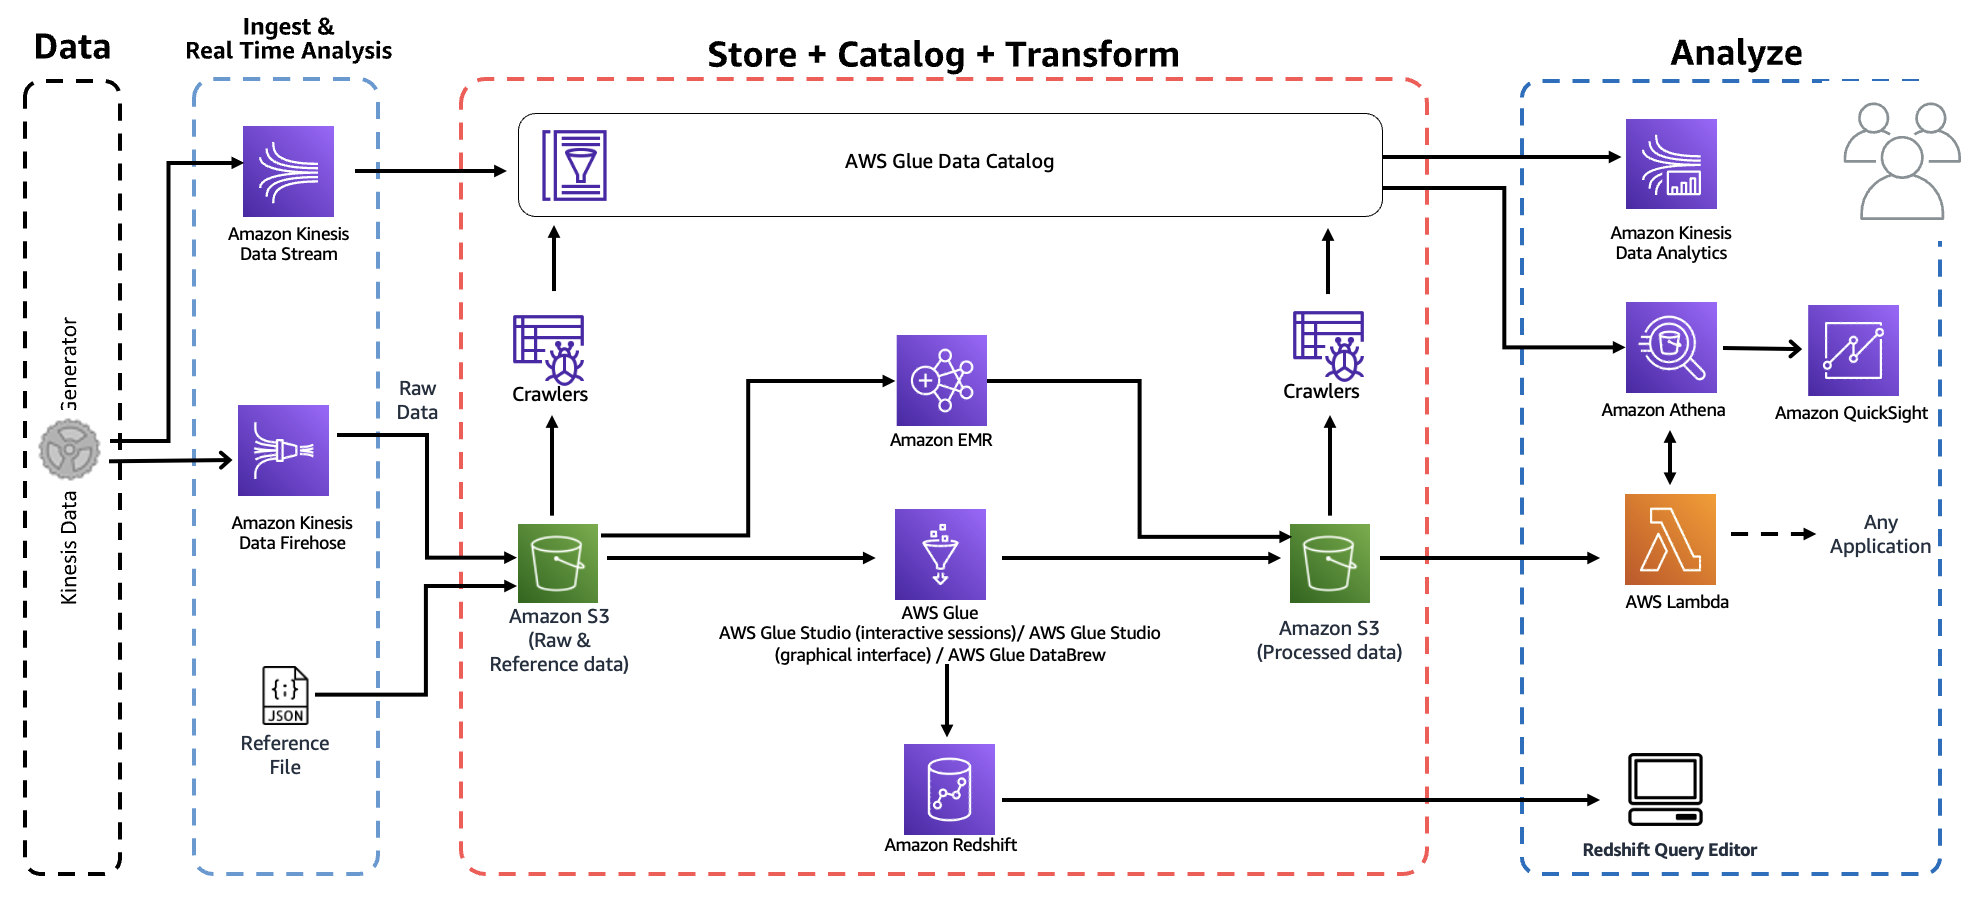 Data
Ingest &
Real Time Analysis
Store + Catalog + Transform
Analyze
Kinesis Data
Generator
Amazon Kinesis
Data Stream
Amazon Kinesis
Data Firehose
Raw
Data
{;}
JSON
Reference
File
AWS Glue Data Catalog
Crawlers
Crawlers
Amazon EMR
Amazon S3
(Raw &
Reference data)
AWS Glue
AWS Glue Studio (interactive sessions)/ AWS Glue Studio
(graphical interface) / AWS Glue DataBrew
Amazon S3
(Processed data)
Amazon Redshift
Amazon Kinesis
Data Analytics
Amazon Athena
Amazon QuickSight
AWS Lambda
Any
Application
Redshift Query Editor